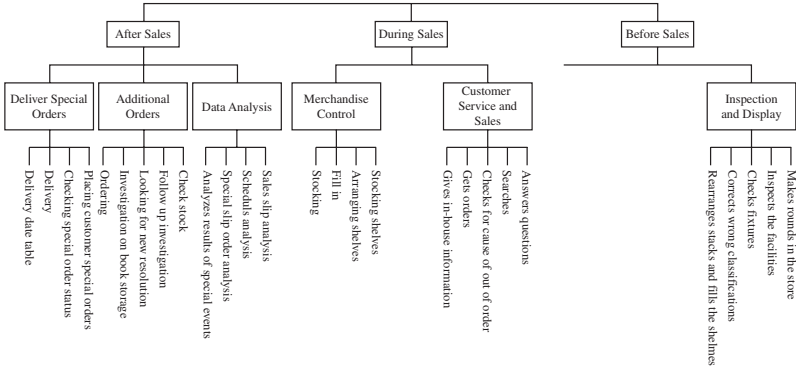 After Sales
During Sales
Before Sales
Deliver Special
Orders
Additional
Orders
Data Analysis
Merchandise
Control
Customer
Service and
Sales
Inspection
and Display
Delivery date table
Delivery
Checking special order status
Placing customer special orders
Ordering
Investigation on book storage
Looking for new resolution
Follow up investigation
Check stock
Analyzes results of special events
Special slip order analysis
Scheduls analysis
Sales slip analysis
Stocking
Fill in
Arranging shelves
Stocking shelves
Gives in-house information
Gets orders
Checks for cause of out of order
Searches
Answers questions
Rearranges stacks and fills the shelmes
Corrects wrong classifications
Checks fixtures
Inspects the facilities
Makes rounds in the store